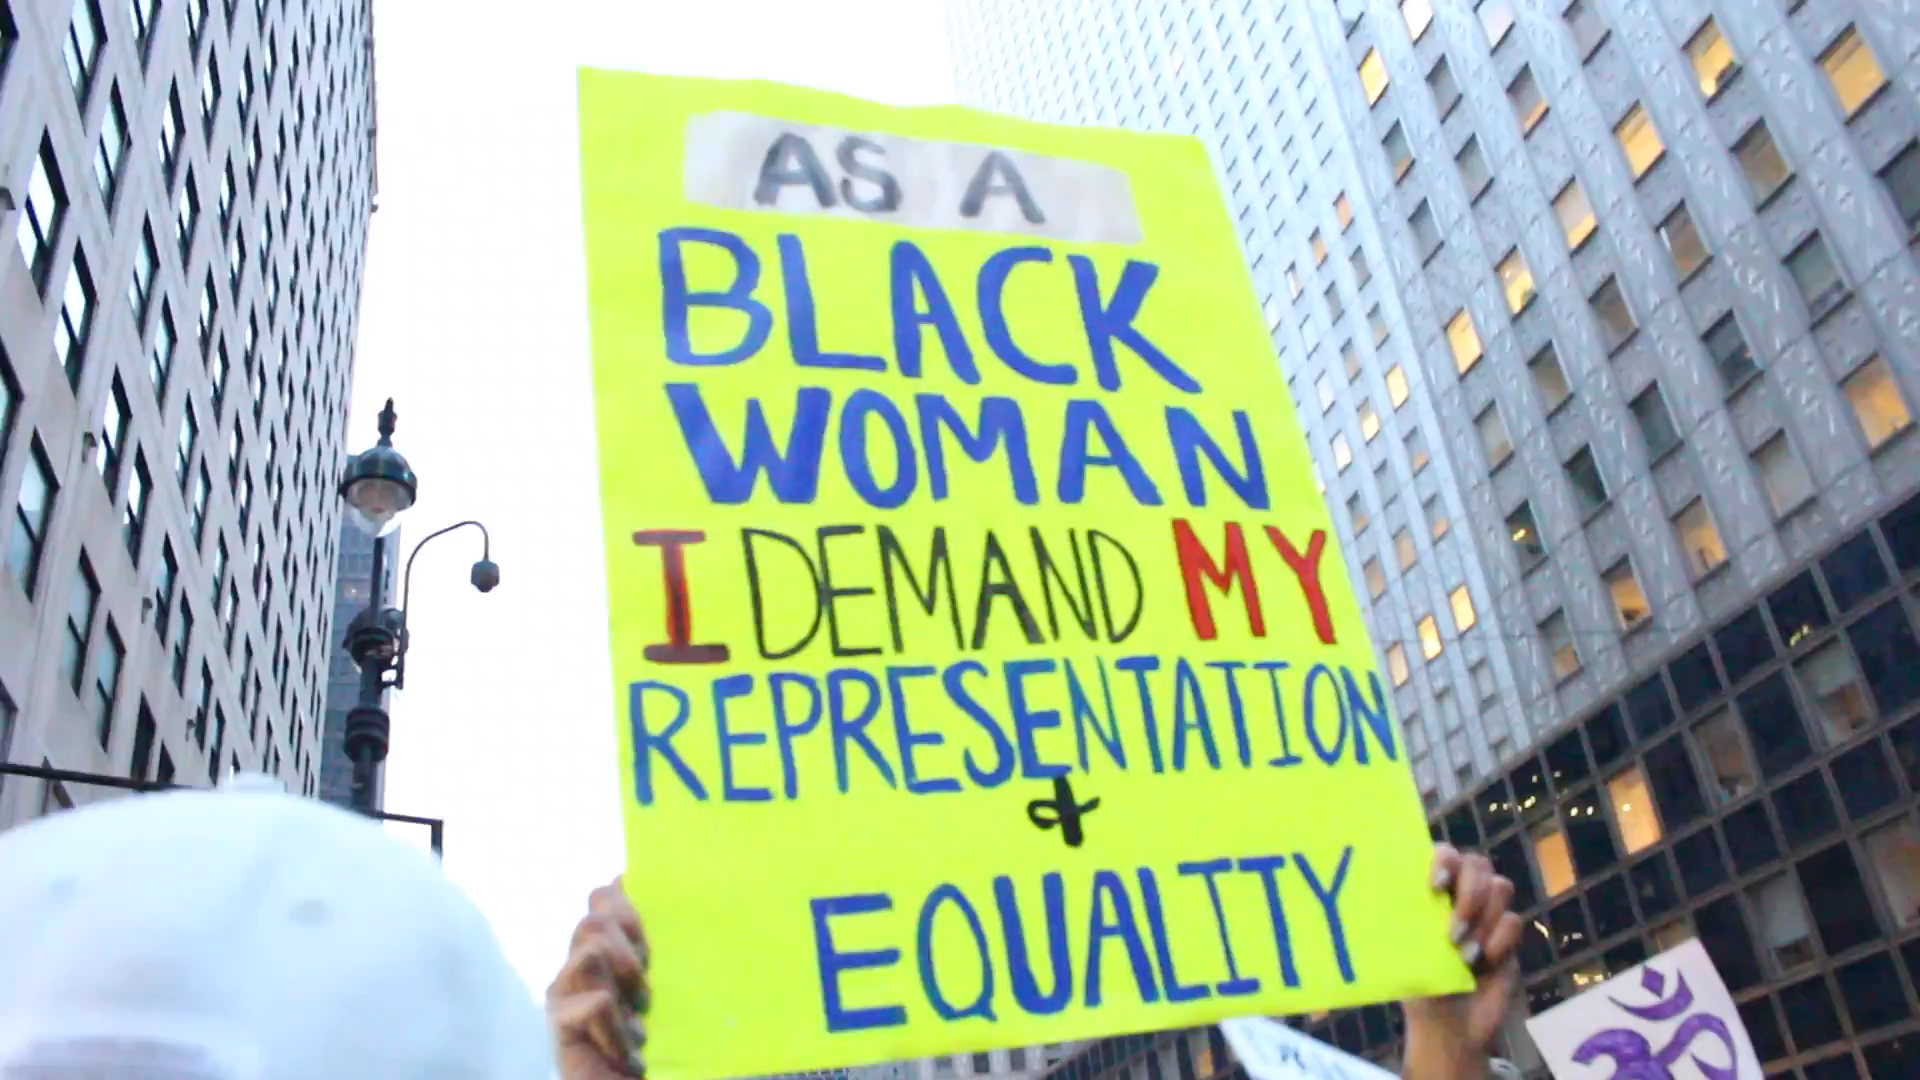 AS A
BLACK
WOMAN
I DEMAND MY
REPRESENTATION
&
EQUALITY
ॐ